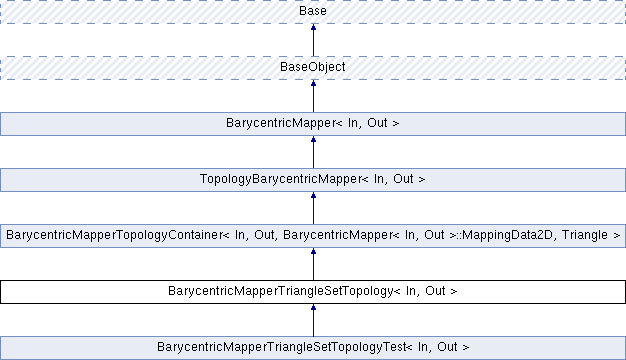 Base
BaseObject
BarycentricMapper< In, Out >
TopologyBarycentricMapper< In, Out >
BarycentricMapperTopologyContainer< In, Out, BarycentricMapper< In, Out >::MappingData2D, Triangle >
BarycentricMapperTriangleSetTopology< In, Out >
BarycentricMapperTriangleSetTopologyTest< In, Out >